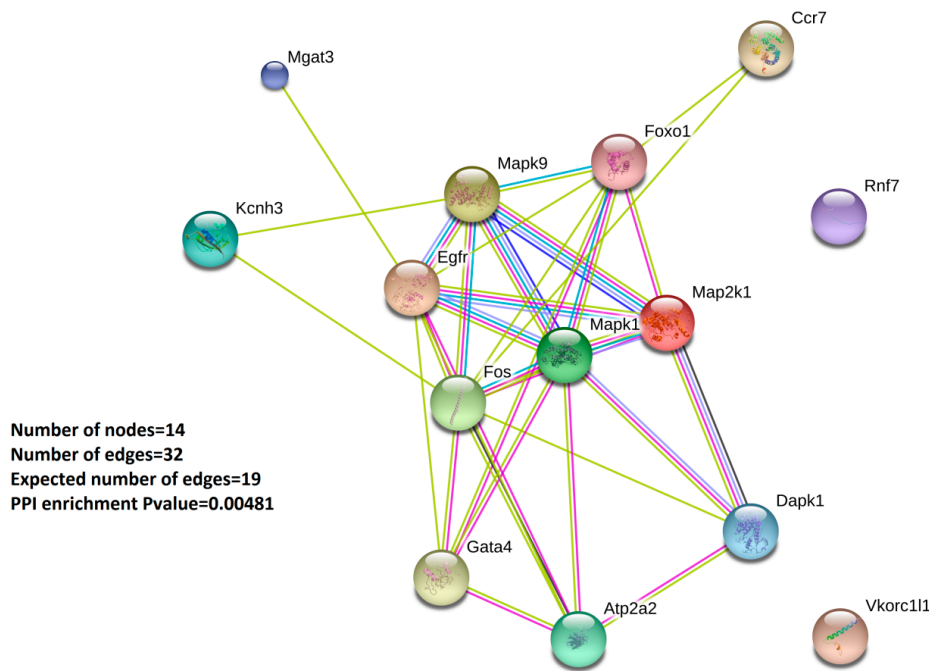 Ccr7
Mgat3
Foxo1
Mapk9
Rnf7
Kcnh3
Egfr
Map2k1
Mapk1
Fos
Number of nodes=14
Number of edges=32
Expected number of edges=19
PPI enrichment Pvalue=0.00481
Dapk1
Gata4
Atp2a2
Vkorc1l1